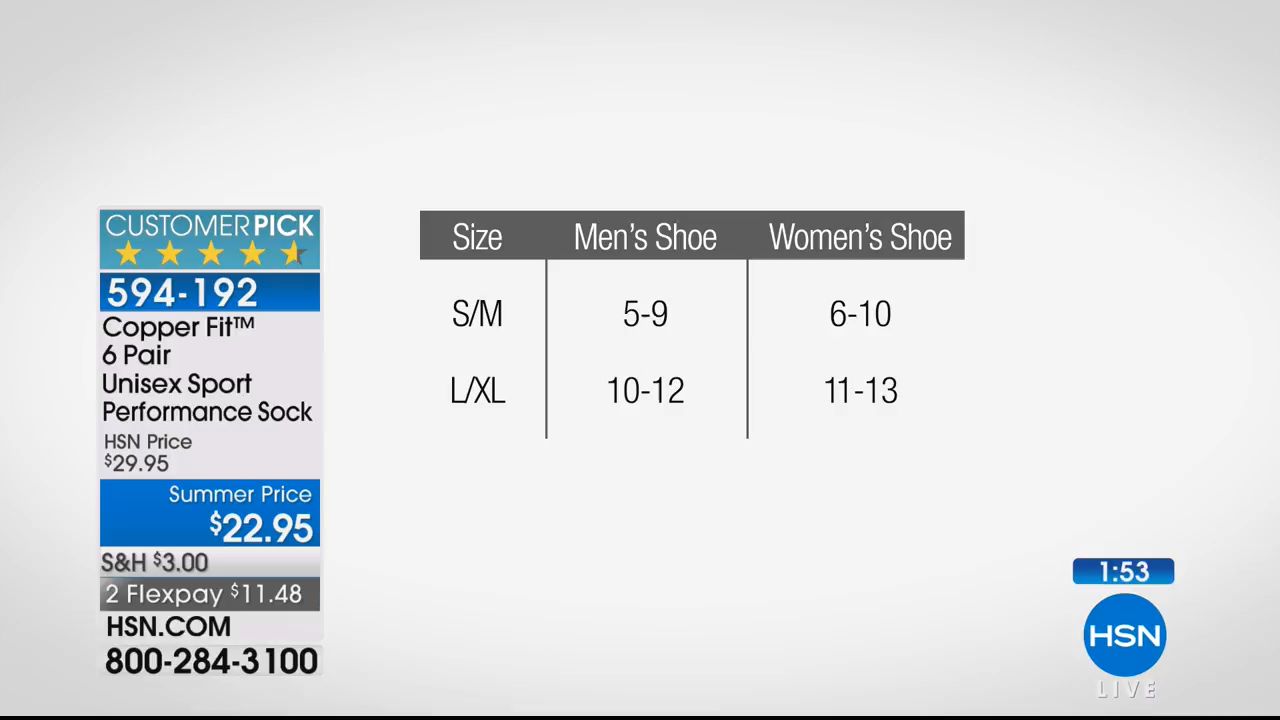 CUSTOMERPICK
594-192
Copper Fit™
6 Pair
Unisex Sport
Performance Sock
HSN Price
$29.95
Summer Price
$22.95
S&H $3.00
2 Flexpay $11.48
HSN.COM
800-284-3100
Size Men's Shoe Women's Shoe
S/M 5-9 6-10
L/XL 10-12 11-13
1:53
HSN
LIVE